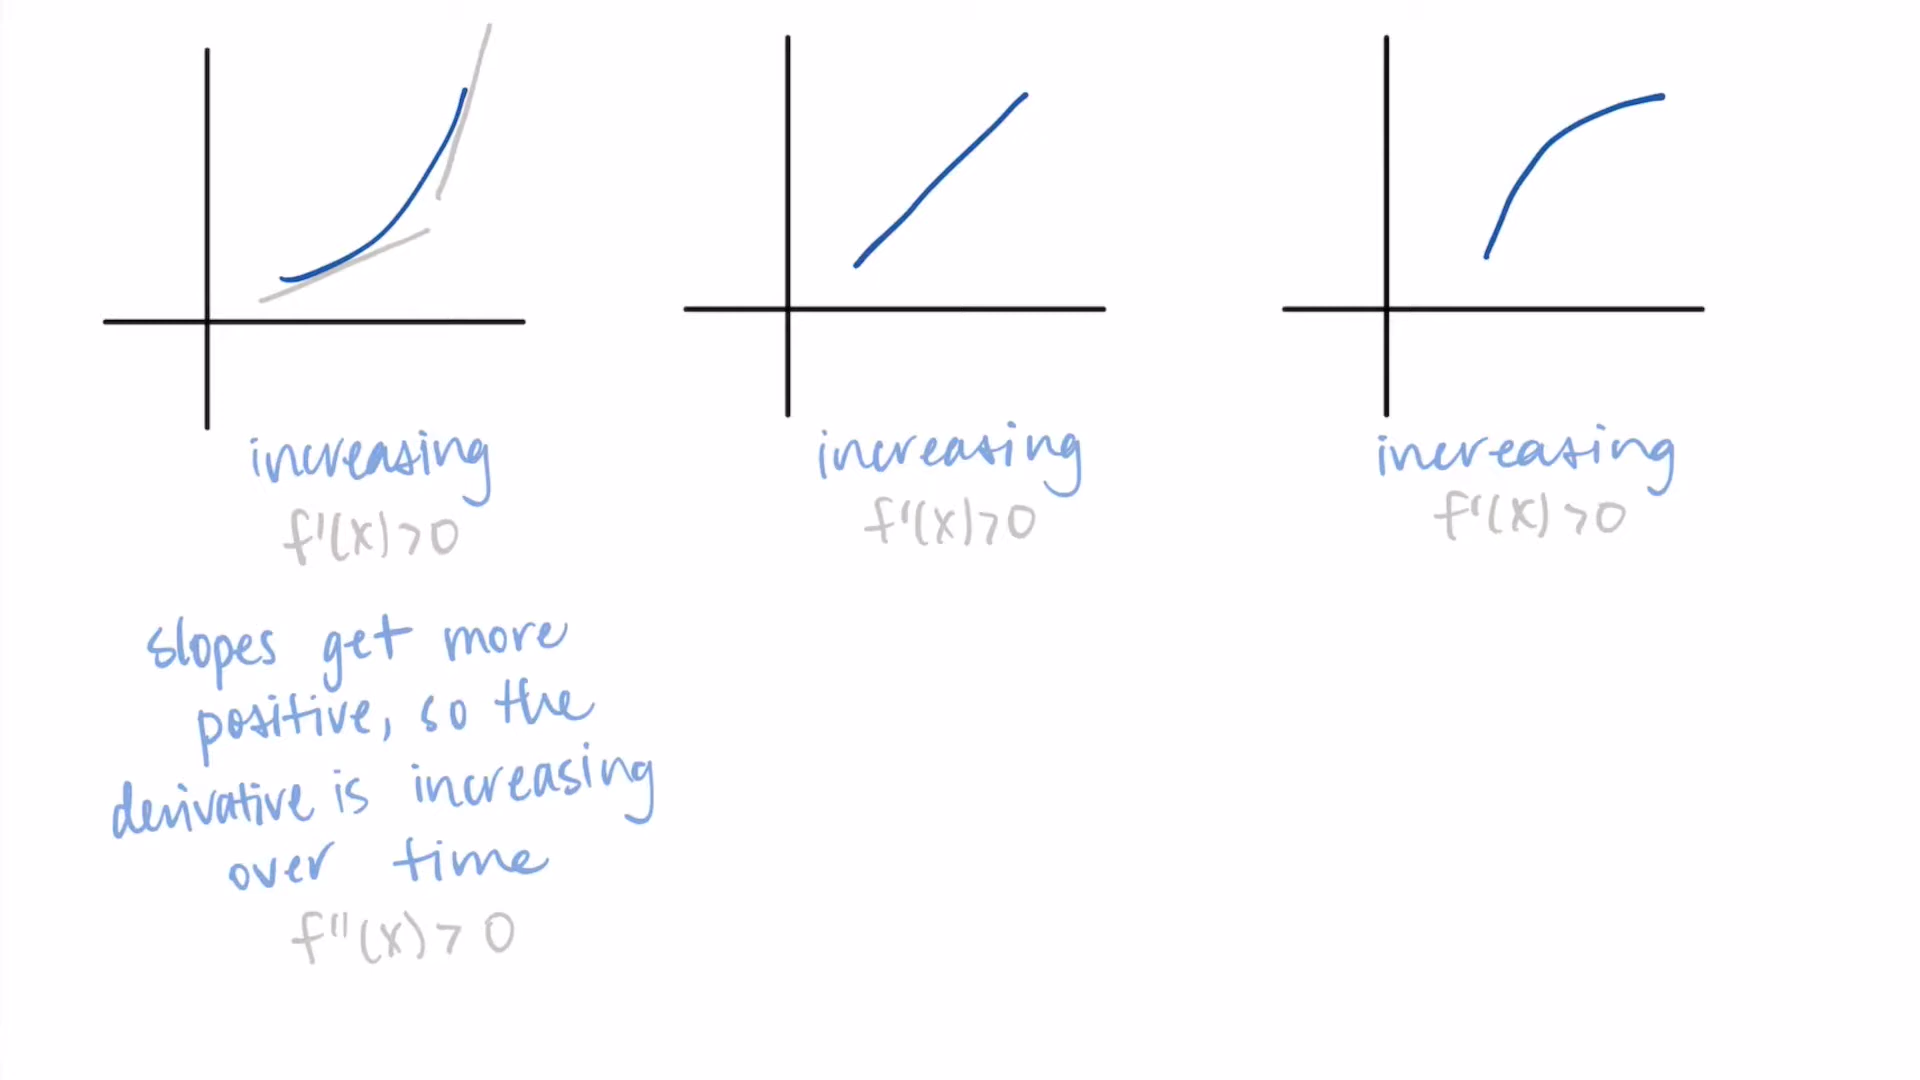 increasing
f'(x)>0
increasing
f'(x)>0
increasing
f'(x)>0
slopes get more
positive, so the
derivative is increasing
over time
f''(x)>0